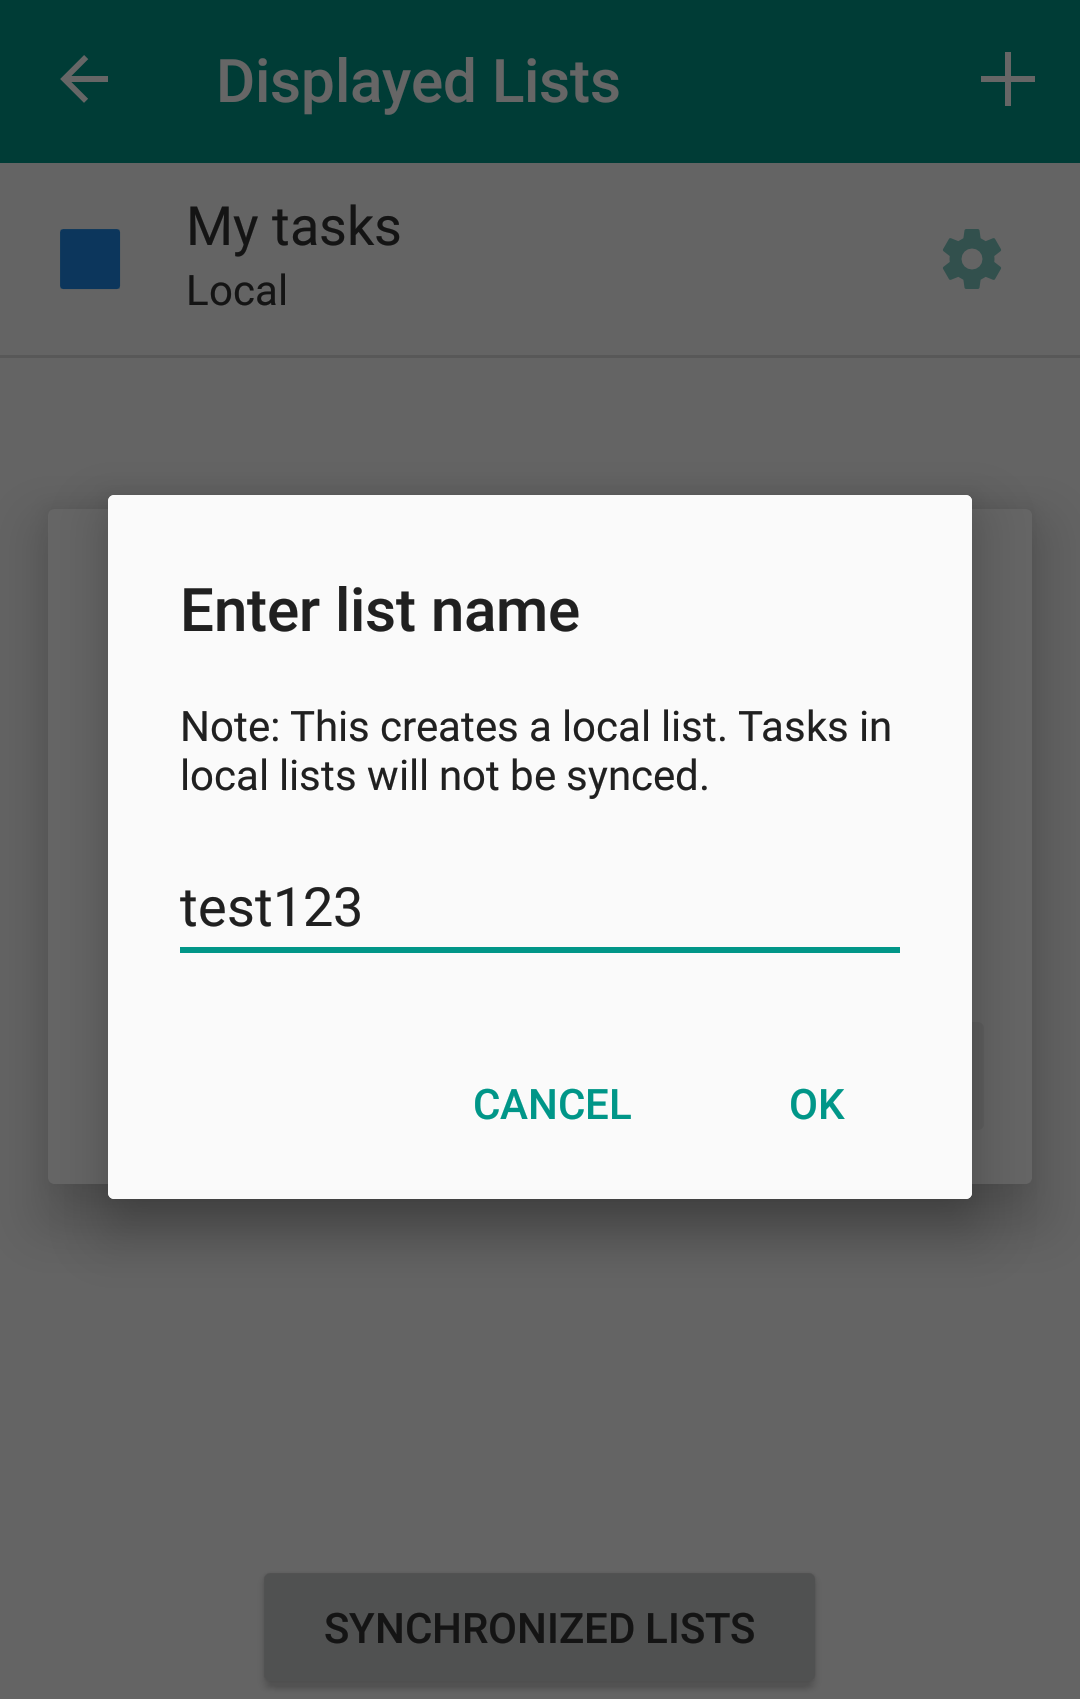 Displayed Lists
My tasks
Local
Enter list name
Note: This creates a local list. Tasks in
local lists will not be synced.
test123
CANCEL OK
SYNCHRONIZED LISTS